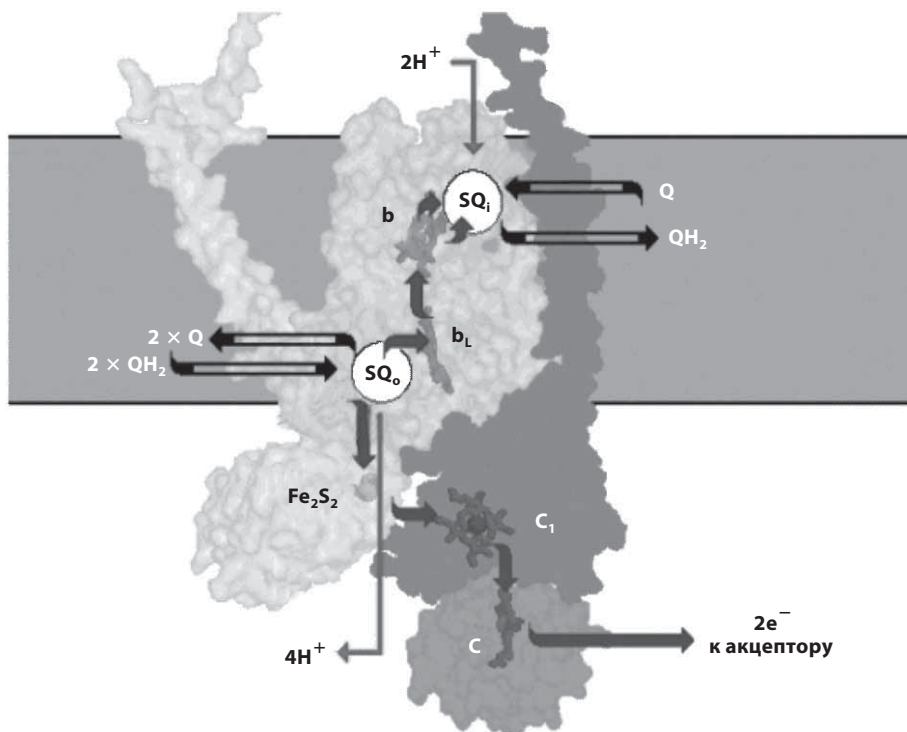 2H⁺
SQᵢ
Q
b
QH₂
2 × Q
b_L
2 × QH₂
SQₒ
Fe₂S₂
C₁
2e⁻
к акцептору
C
4H⁺